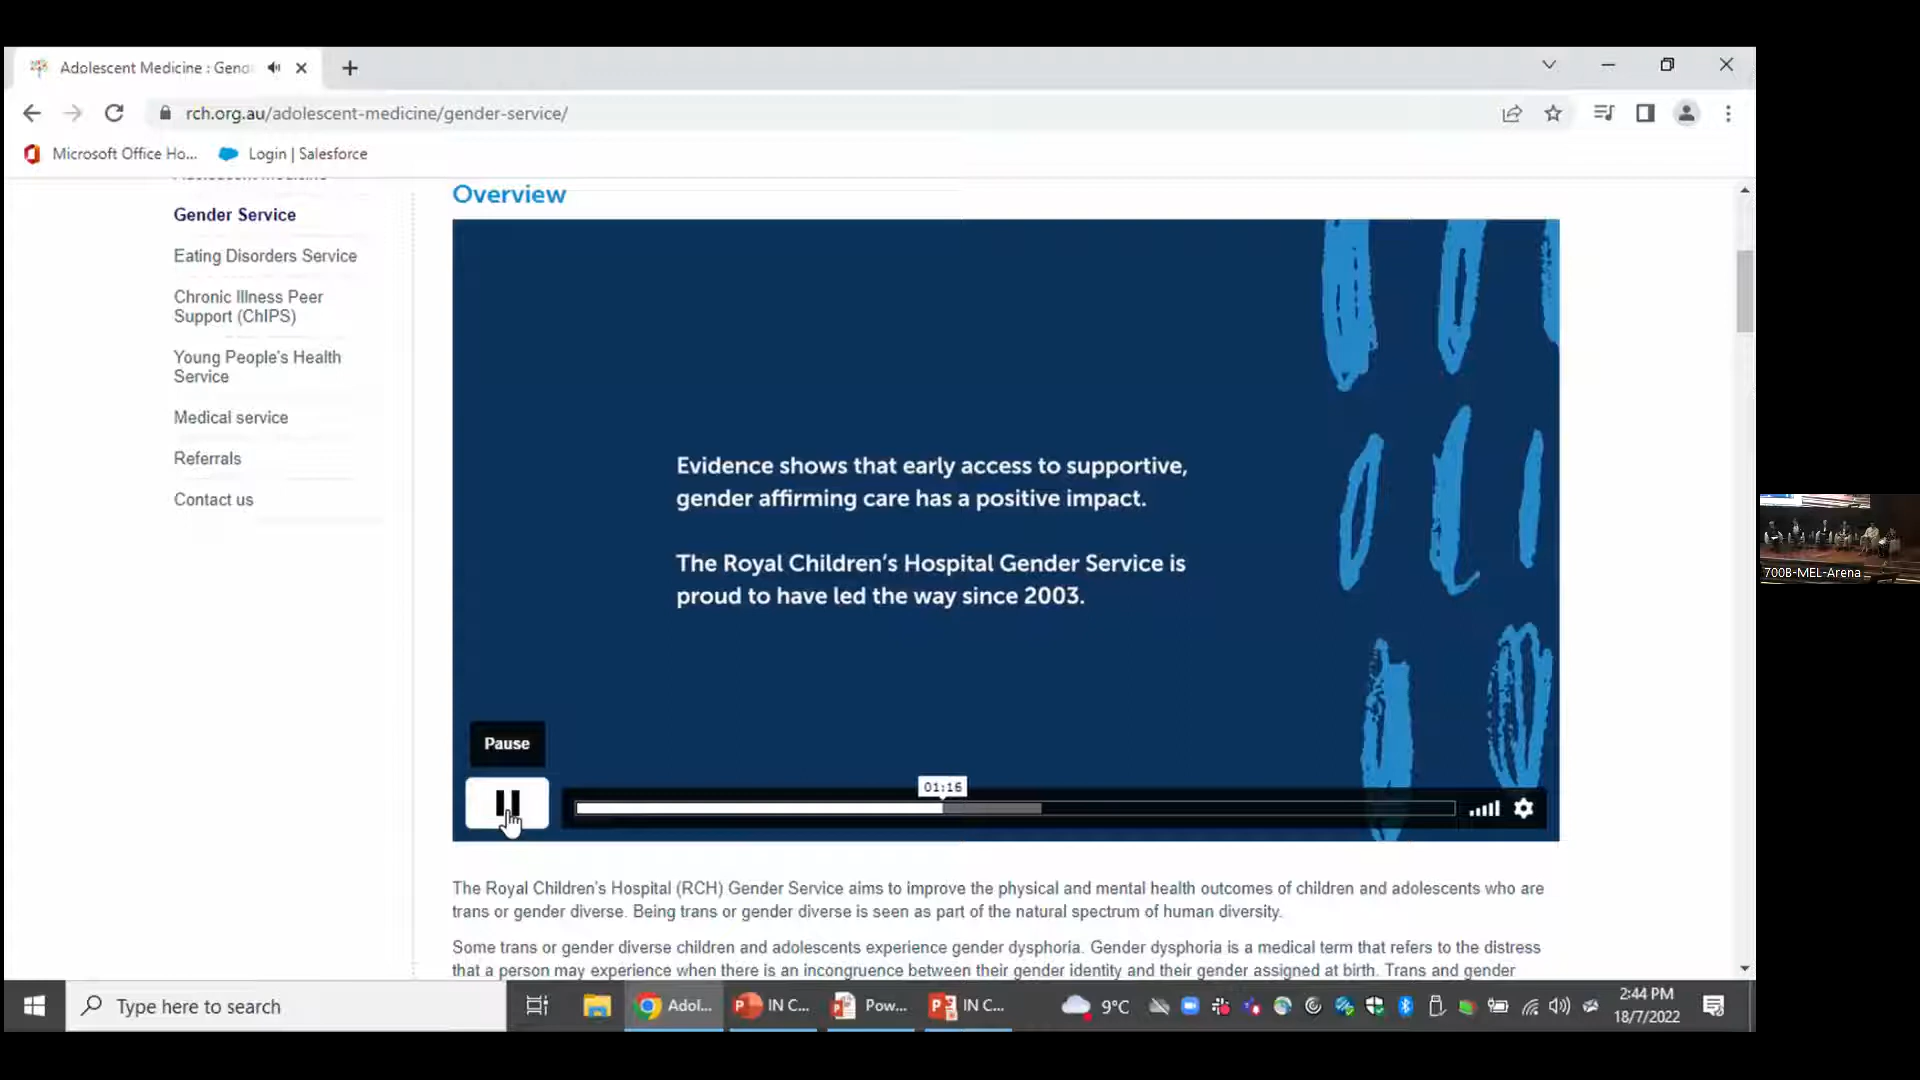 Adolescent Medicine : Gend
rch.org.au/adolescent-medicine/gender-service/
Microsoft Office Ho...
Login | Salesforce
Adolescent Medicine
Gender Service
Eating Disorders Service
Chronic Illness Peer
Support (ChIPS)
Young People's Health
Service
Medical service
Referrals
Contact us
Overview
Evidence shows that early access to supportive,
gender affirming care has a positive impact.
The Royal Children's Hospital Gender Service is
proud to have led the way since 2003.
Pause
01:16
The Royal Children's Hospital (RCH) Gender Service aims to improve the physical and mental health outcomes of children and adolescents who are
trans or gender diverse. Being trans or gender diverse is seen as part of the natural spectrum of human diversity.
Some trans or gender diverse children and adolescents experience gender dysphoria. Gender dysphoria is a medical term that refers to the distress
that a person may experience when there is an incongruence between their gender identity and their gender assigned at birth. Trans and gender
700B-MEL-Arena
Type here to search
Adol...
IN C...
Pow...
IN C...
9°C
2:44 PM
18/7/2022